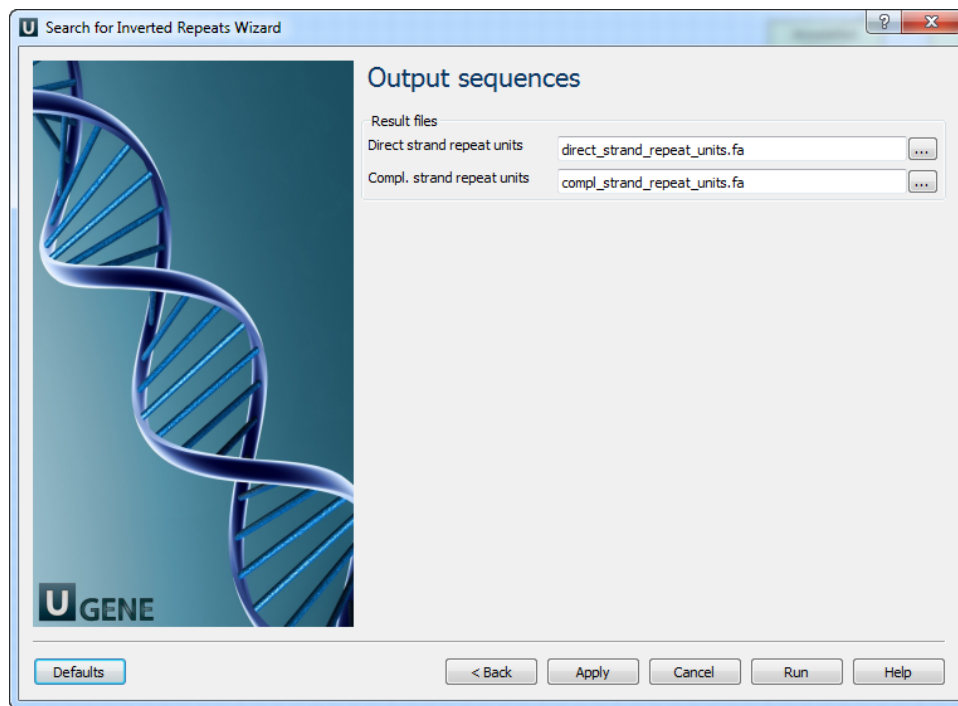 U Search for Inverted Repeats Wizard
?
X
Output sequences
Result files
Direct strand repeat units
direct_strand_repeat_units.fa
...
Compl. strand repeat units
compl_strand_repeat_units.fa
...
U GENE
Defaults
< Back
Apply
Cancel
Run
Help